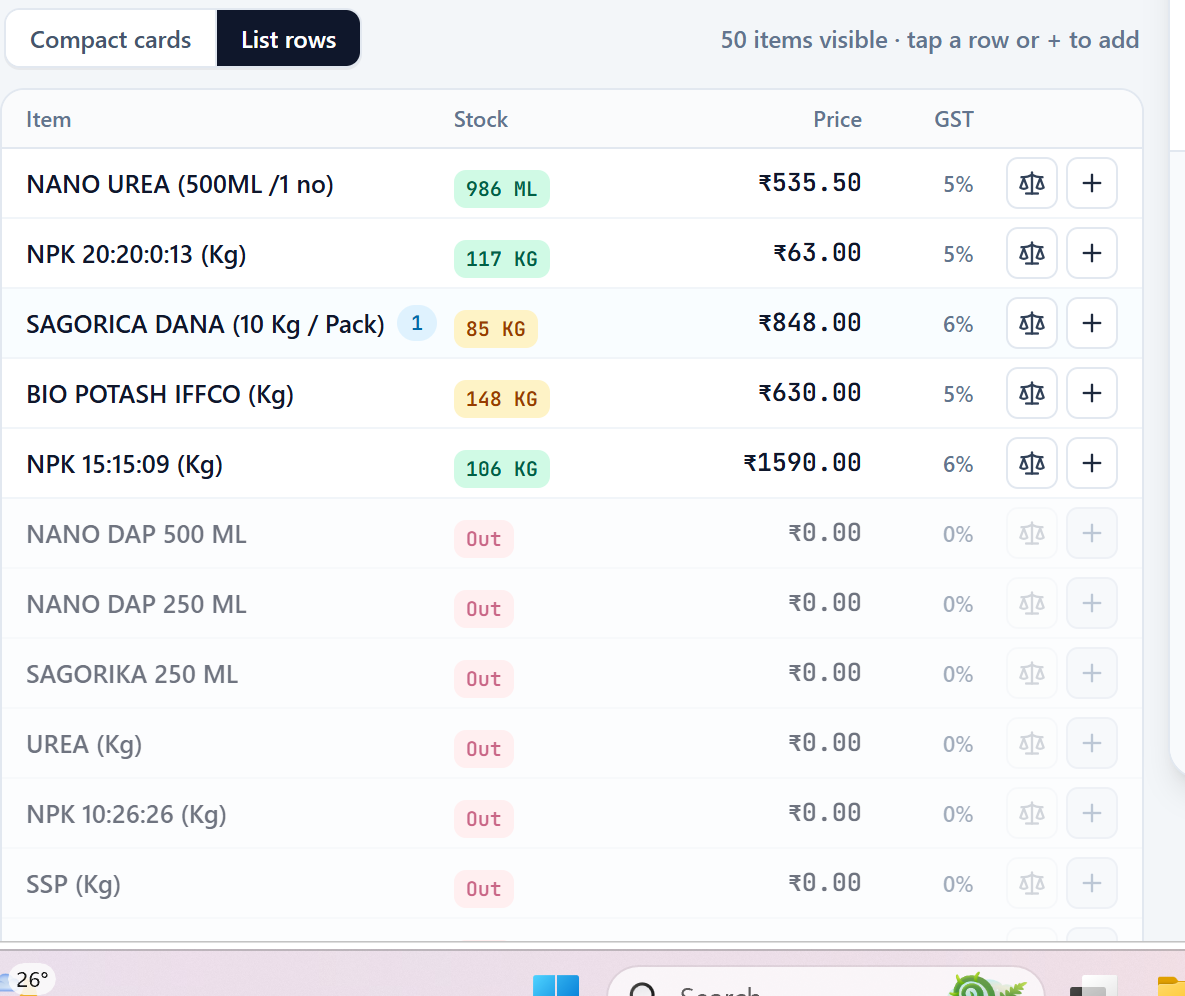 Compact cards List rows 50 items visible · tap a row or + to add
Item Stock Price GST
NANO UREA (500ML /1 no) 986 ML ₹535.50 5% +
NPK 20:20:0:13 (Kg) 117 KG ₹63.00 5% +
SAGORICA DANA (10 Kg / Pack) 1 85 KG ₹848.00 6% +
BIO POTASH IFFCO (Kg) 148 KG ₹630.00 5% +
NPK 15:15:09 (Kg) 106 KG ₹1590.00 6% +
NANO DAP 500 ML Out ₹0.00 0% +
NANO DAP 250 ML Out ₹0.00 0% +
SAGORIKA 250 ML Out ₹0.00 0% +
UREA (Kg) Out ₹0.00 0% +
NPK 10:26:26 (Kg) Out ₹0.00 0% +
SSP (Kg) Out ₹0.00 0% +
26° Search